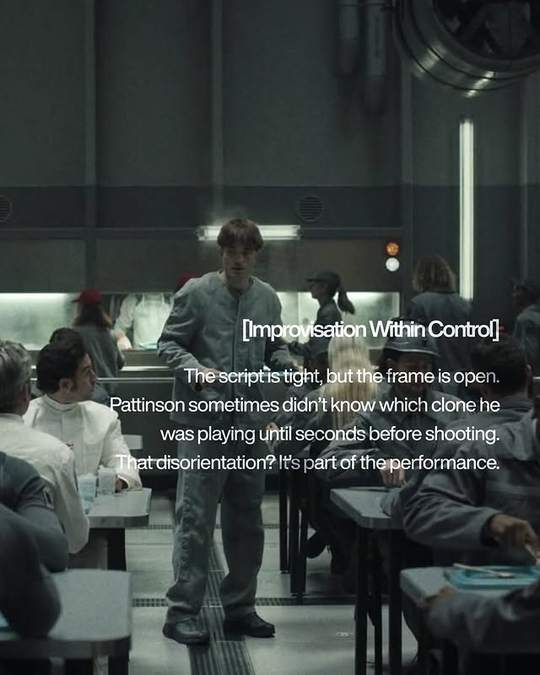 [Improvisation Within Control]
The script is tight, but the frame is open.
Pattinson sometimes didn't know which clone he
was playing until seconds before shooting.
That disorientation? It's part of the performance.